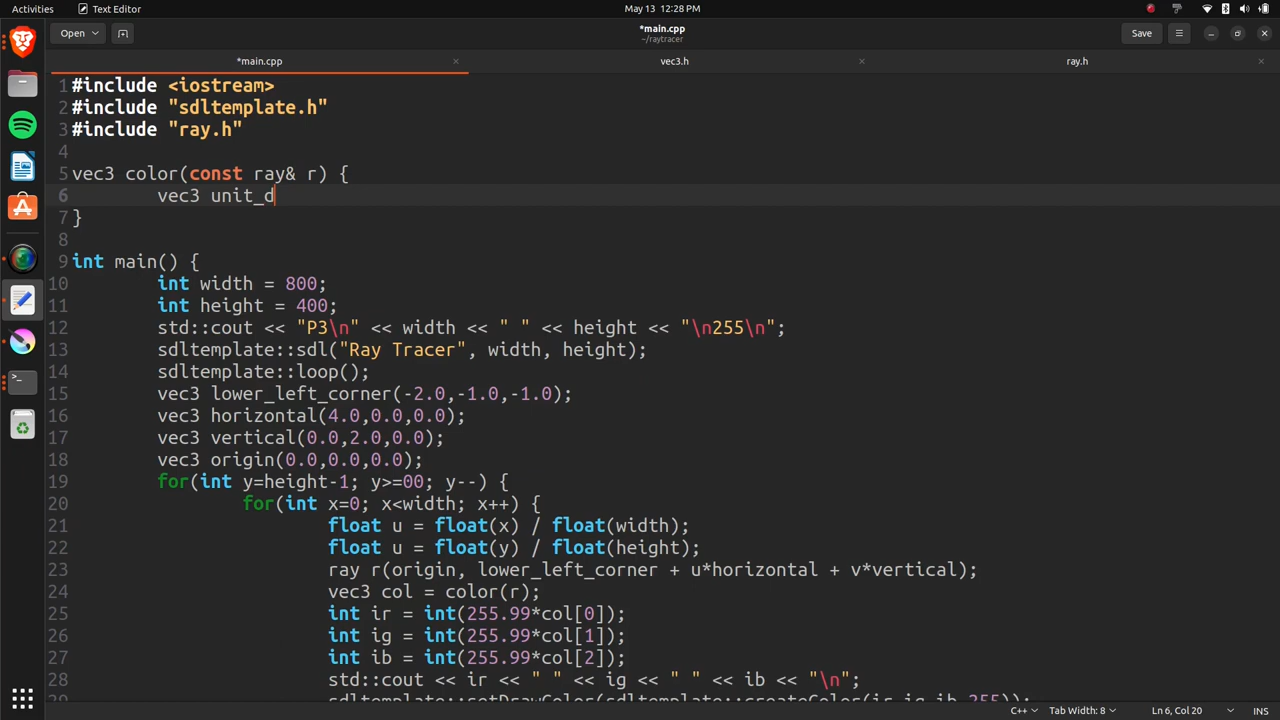 Activities Text Editor May 13 12:28 PM
Open *main.cpp Save
~/raytracer
*main.cpp vec3.h ray.h
1 #include <iostream>
2 #include "sdltemplate.h"
3 #include "ray.h"
4
5 vec3 color(const ray& r) {
6 vec3 unit_d
7 }
8
9 int main() {
10 int width = 800;
11 int height = 400;
12 std::cout << "P3\n" << width << " " << height << "\n255\n";
13 sdltemplate::sdl("Ray Tracer", width, height);
14 sdltemplate::loop();
15 vec3 lower_left_corner(-2.0,-1.0,-1.0);
16 vec3 horizontal(4.0,0.0,0.0);
17 vec3 vertical(0.0,2.0,0.0);
18 vec3 origin(0.0,0.0,0.0);
19 for(int y=height-1; y>=00; y--) {
20 for(int x=0; x<width; x++) {
21 float u = float(x) / float(width);
22 float u = float(y) / float(height);
23 ray r(origin, lower_left_corner + u*horizontal + v*vertical);
24 vec3 col = color(r);
25 int ir = int(255.99*col[0]);
26 int ig = int(255.99*col[1]);
27 int ib = int(255.99*col[2]);
28 std::cout << ir << " " << ig << " " << ib << "\n";
29 sdltemplate::setDrawColor(sdltemplate::createColor(ir,ig,ib,255));
C++ Tab Width: 8 Ln 6, Col 20 INS